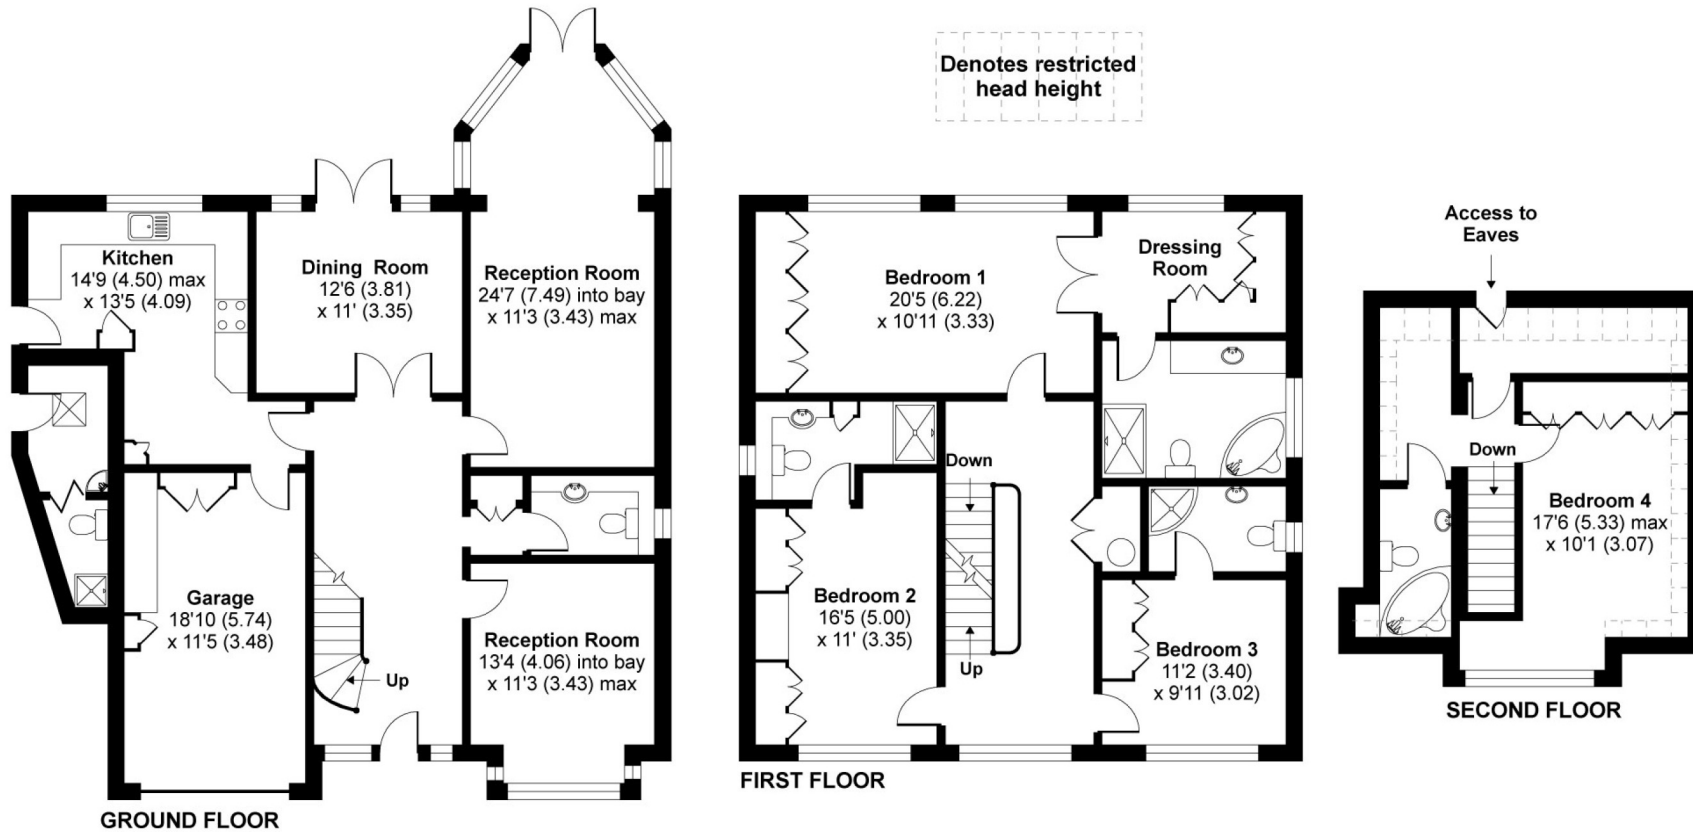 Denotes restricted
head height
Kitchen
14'9 (4.50) max
x 13'5 (4.09)
Dining Room
12'6 (3.81)
x 11' (3.35)
Reception Room
24'7 (7.49) into bay
x 11'3 (3.43) max
Garage
18'10 (5.74)
x 11'5 (3.48)
Up
Reception Room
13'4 (4.06) into bay
x 11'3 (3.43) max
GROUND FLOOR
Bedroom 1
20'5 (6.22)
x 10'11 (3.33)
Dressing
Room
Down
Bedroom 2
16'5 (5.00)
x 11' (3.35)
Up
Bedroom 3
11'2 (3.40)
x 9'11 (3.02)
FIRST FLOOR
Access to
Eaves
Down
Bedroom 4
17'6 (5.33) max
x 10'1 (3.07)
SECOND FLOOR